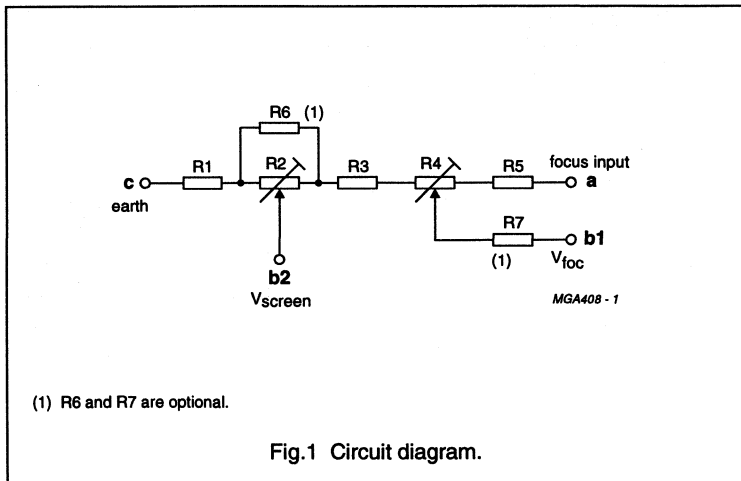 R6 (1)
R1 R2 R3 R4 R5 focus input
c a
earth
R7
b1
(1) V_foc
b2
V_screen
MGA408 - 1
(1) R6 and R7 are optional.
Fig.1 Circuit diagram.